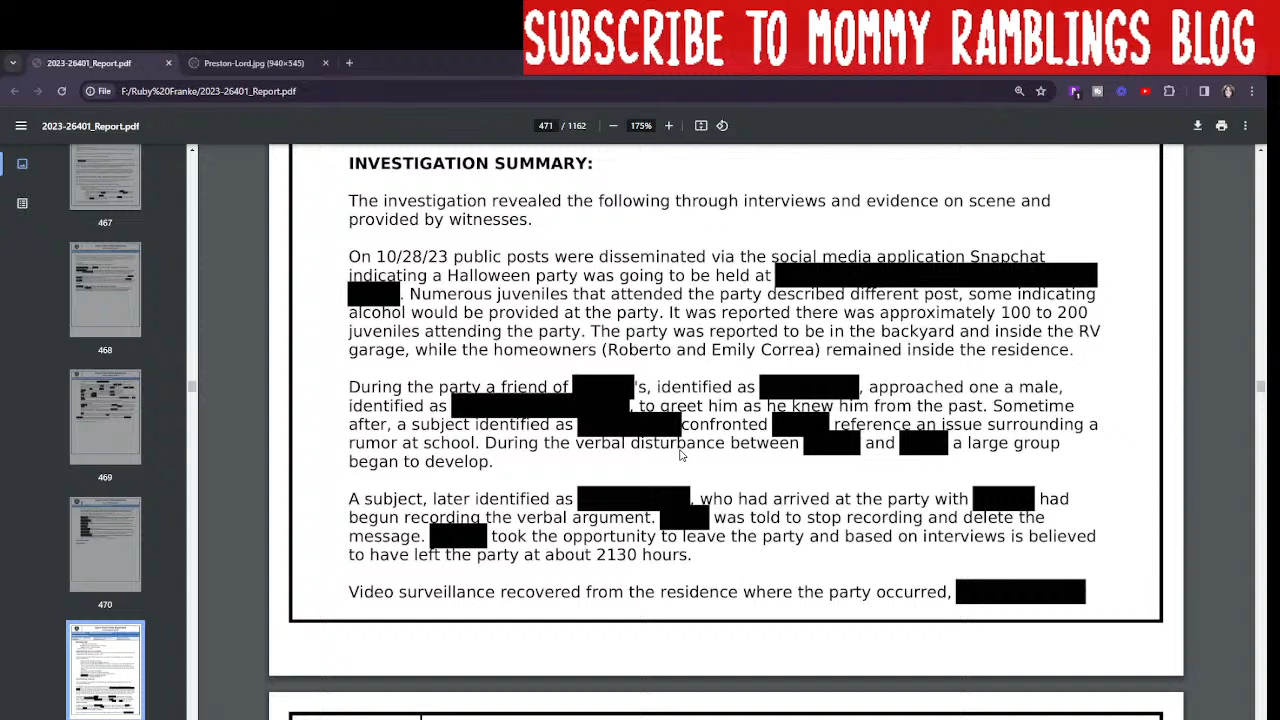 SUBSCRIBE TO MOMMY RAMBLINGS BLOG
2023-26401_Report.pdf
Preston-Lord.jpg (940×545)
File F:/Ruby%20Franke/2023-26401_Report.pdf
2023-26401_Report.pdf
471 / 1162
175%
467
468
469
470
INVESTIGATION SUMMARY:
The investigation revealed the following through interviews and evidence on scene and
provided by witnesses.
On 10/28/23 public posts were disseminated via the social media application Snapchat
indicating a Halloween party was going to be held at
. Numerous juveniles that attended the party described different post, some indicating
alcohol would be provided at the party. It was reported there was approximately 100 to 200
juveniles attending the party. The party was reported to be in the backyard and inside the RV
garage, while the homeowners (Roberto and Emily Correa) remained inside the residence.
During the party a friend of 's, identified as , approached one a male,
identified as , to greet him as he knew him from the past. Sometime
after, a subject identified as confronted reference an issue surrounding a
rumor at school. During the verbal disturbance between and a large group
began to develop.
A subject, later identified as , who had arrived at the party with had
begun recording the verbal argument. was told to stop recording and delete the
message. took the opportunity to leave the party and based on interviews is believed
to have left the party at about 2130 hours.
Video surveillance recovered from the residence where the party occurred,